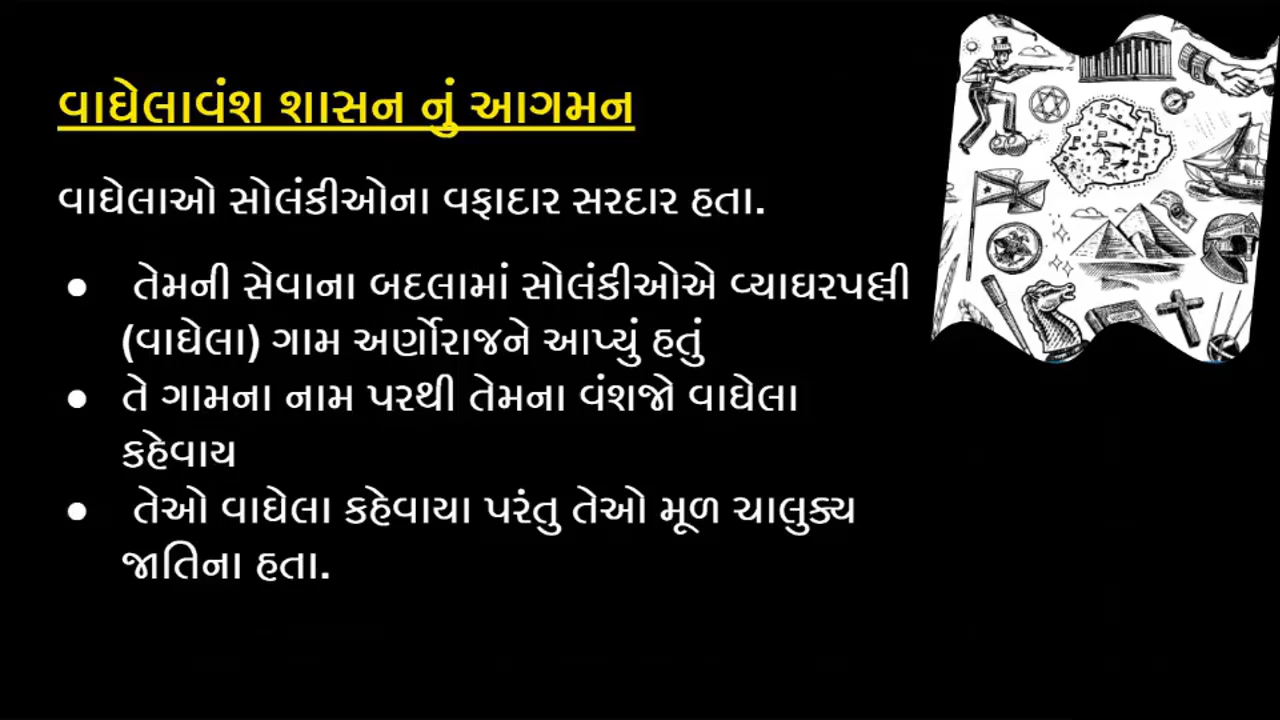 વાઘેલાવંશ શાસન નું આગમન
વાઘેલાઓ સોલંકીઓના વફાદાર સરદાર હતા.
● તેમની સેવાના બદલામાં સોલંકીઓએ વ્યાઘરપલ્લી
(વાઘેલા) ગામ અર્ણોરાજને આપ્યું હતું
● તે ગામના નામ પરથી તેમના વંશજો વાઘેલા
કહેવાય
● તેઓ વાઘેલા કહેવાયા પરંતુ તેઓ મૂળ ચાલુક્ય
જાતિના હતા.